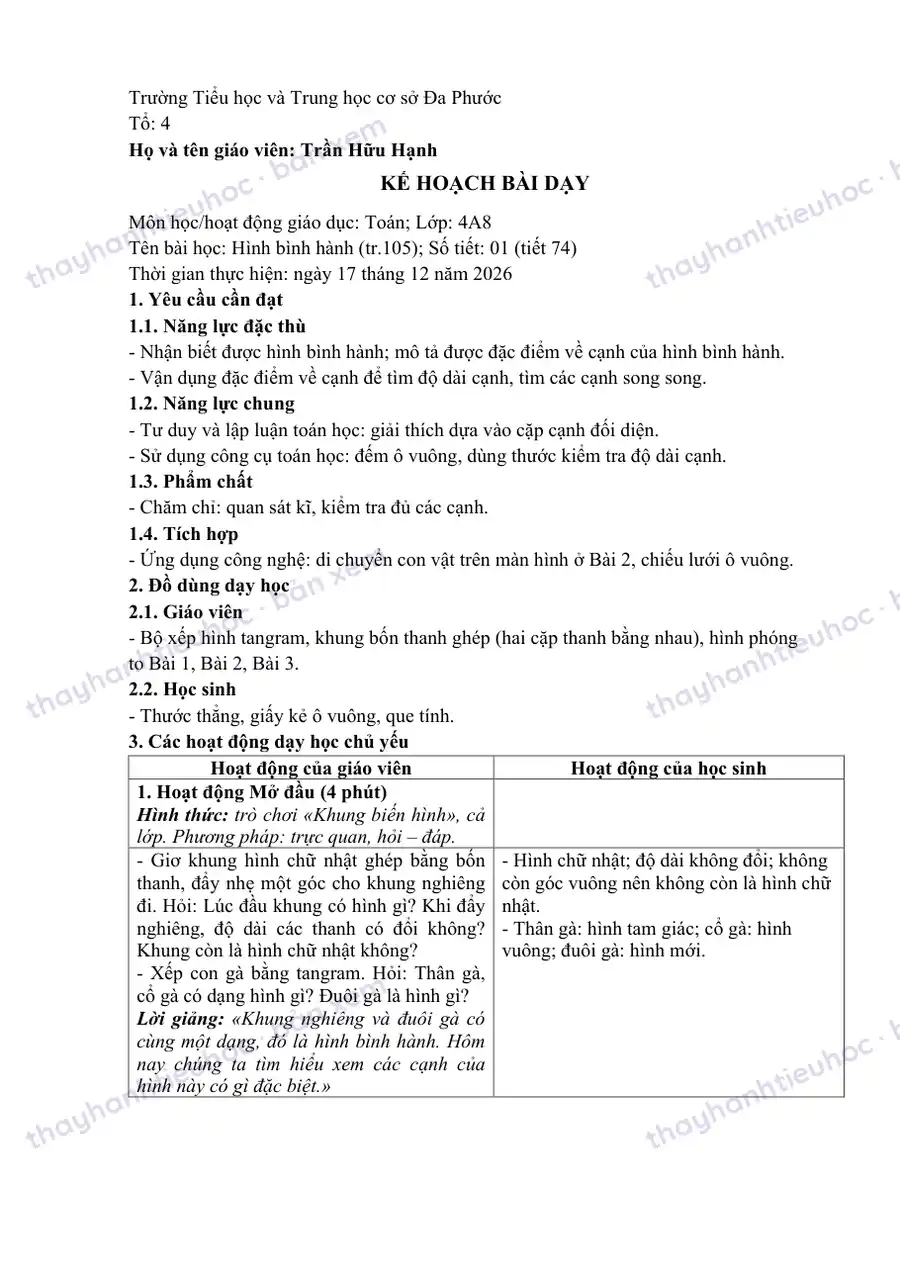 Trường Tiểu học và Trung học cơ sở Đa Phước
Tổ: 4
Họ và tên giáo viên: Trần Hữu Hạnh
KẾ HOẠCH BÀI DẠY
Môn học/hoạt động giáo dục: Toán; Lớp: 4A8
Tên bài học: Hình bình hành (tr.105); Số tiết: 01 (tiết 74)
Thời gian thực hiện: ngày 17 tháng 12 năm 2026
1. Yêu cầu cần đạt
1.1. Năng lực đặc thù
- Nhận biết được hình bình hành; mô tả được đặc điểm về cạnh của hình bình hành.
- Vận dụng đặc điểm về cạnh để tìm độ dài cạnh, tìm các cạnh song song.
1.2. Năng lực chung
- Tư duy và lập luận toán học: giải thích dựa vào cặp cạnh đối diện.
- Sử dụng công cụ toán học: đếm ô vuông, dùng thước kiểm tra độ dài cạnh.
1.3. Phẩm chất
- Chăm chỉ: quan sát kĩ, kiểm tra đủ các cạnh.
1.4. Tích hợp
- Ứng dụng công nghệ: di chuyển con vật trên màn hình ở Bài 2, chiếu lưới ô vuông.
2. Đồ dùng dạy học
2.1. Giáo viên
- Bộ xếp hình tangram, khung bốn thanh ghép (hai cặp thanh bằng nhau), hình phóng
to Bài 1, Bài 2, Bài 3.
2.2. Học sinh
- Thước thẳng, giấy kẻ ô vuông, que tính.
3. Các hoạt động dạy học chủ yếu
Hoạt động của giáo viên
Hoạt động của học sinh
1. Hoạt động Mở đầu (4 phút)
Hình thức: trò chơi «Khung biến hình», cả
lớp. Phương pháp: trực quan, hỏi – đáp.
- Giơ khung hình chữ nhật ghép bằng bốn
thanh, đẩy nhẹ một góc cho khung nghiêng
đi. Hỏi: Lúc đầu khung có hình gì? Khi đẩy
nghiêng, độ dài các thanh có đổi không?
Khung còn là hình chữ nhật không?
- Xếp con gà bằng tangram. Hỏi: Thân gà,
cổ gà có dạng hình gì? Đuôi gà là hình gì?
Lời giảng: «Khung nghiêng và đuôi gà có
cùng một dạng, đó là hình bình hành. Hôm
nay chúng ta tìm hiểu xem các cạnh của
hình này có gì đặc biệt.»
- Hình chữ nhật; độ dài không đổi; không
còn góc vuông nên không còn là hình chữ
nhật.
- Thân gà: hình tam giác; cổ gà: hình
vuông; đuôi gà: hình mới.
thayhanhtieuhoc · bản xem
thayhanhtieuhoc · b
thayhanhtieuhoc · bản xem
thayhanhtieuhoc · b
thayhanhtieuhoc · bản xem
thayhanhtieuhoc · b